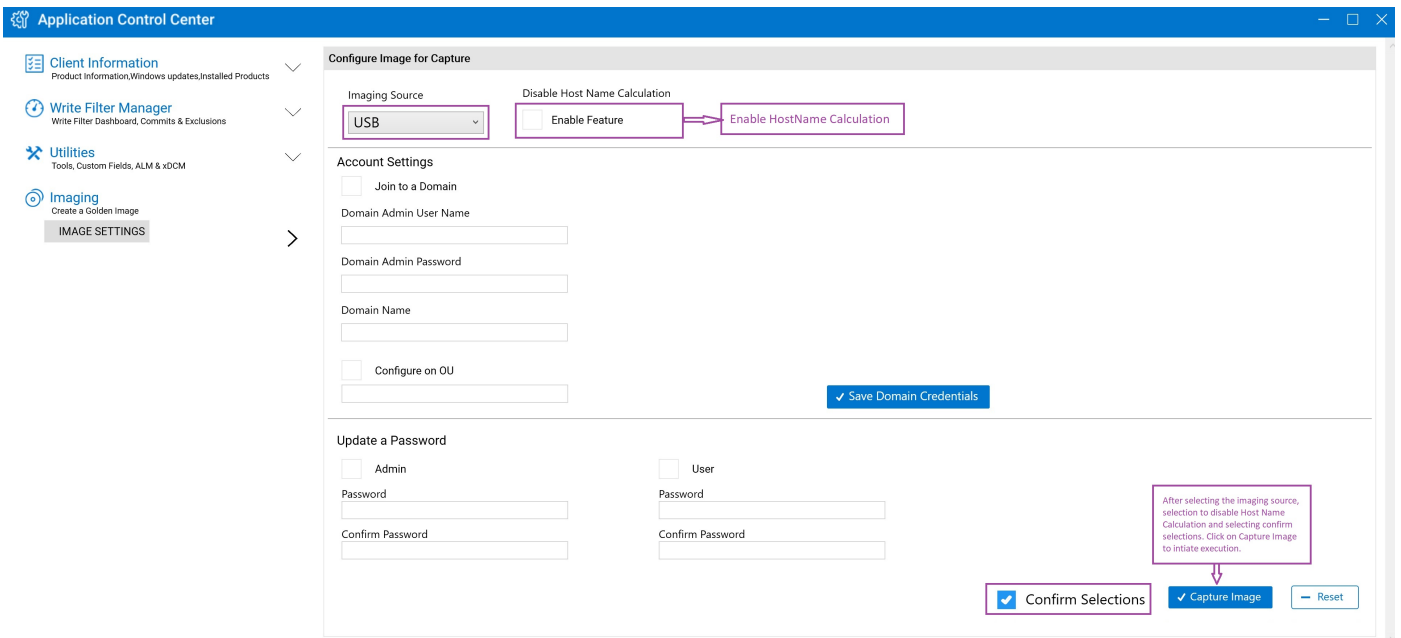 Application Control Center
Client Information
Product Information,Windows updates,Installed Products
Write Filter Manager
Write Filter Dashboard, Commits & Exclusions
Utilities
Tools, Custom Fields, ALM & xDCM
Imaging
Create a Golden Image
IMAGE SETTINGS
Configure Image for Capture
Imaging Source
Disable Host Name Calculation
USB
Enable Feature
Enable HostName Calculation
Account Settings
Join to a Domain
Domain Admin User Name
Domain Admin Password
Domain Name
Configure on OU
Save Domain Credentials
Update a Password
Admin
User
Password
Password
Confirm Password
Confirm Password
After selecting the imaging source,
selection to disable Host Name
Calculation and selecting confirm
selections. Click on Capture Image
to intiate execution.
Confirm Selections
Capture Image
Reset